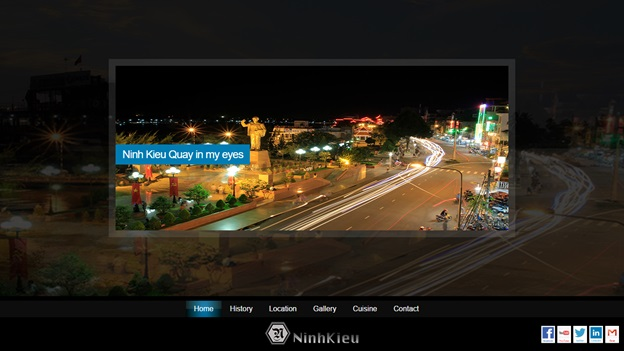 Ninh Kieu Quay in my eyes
Home History Location Gallery Cuisine Contact
N NinhKieu